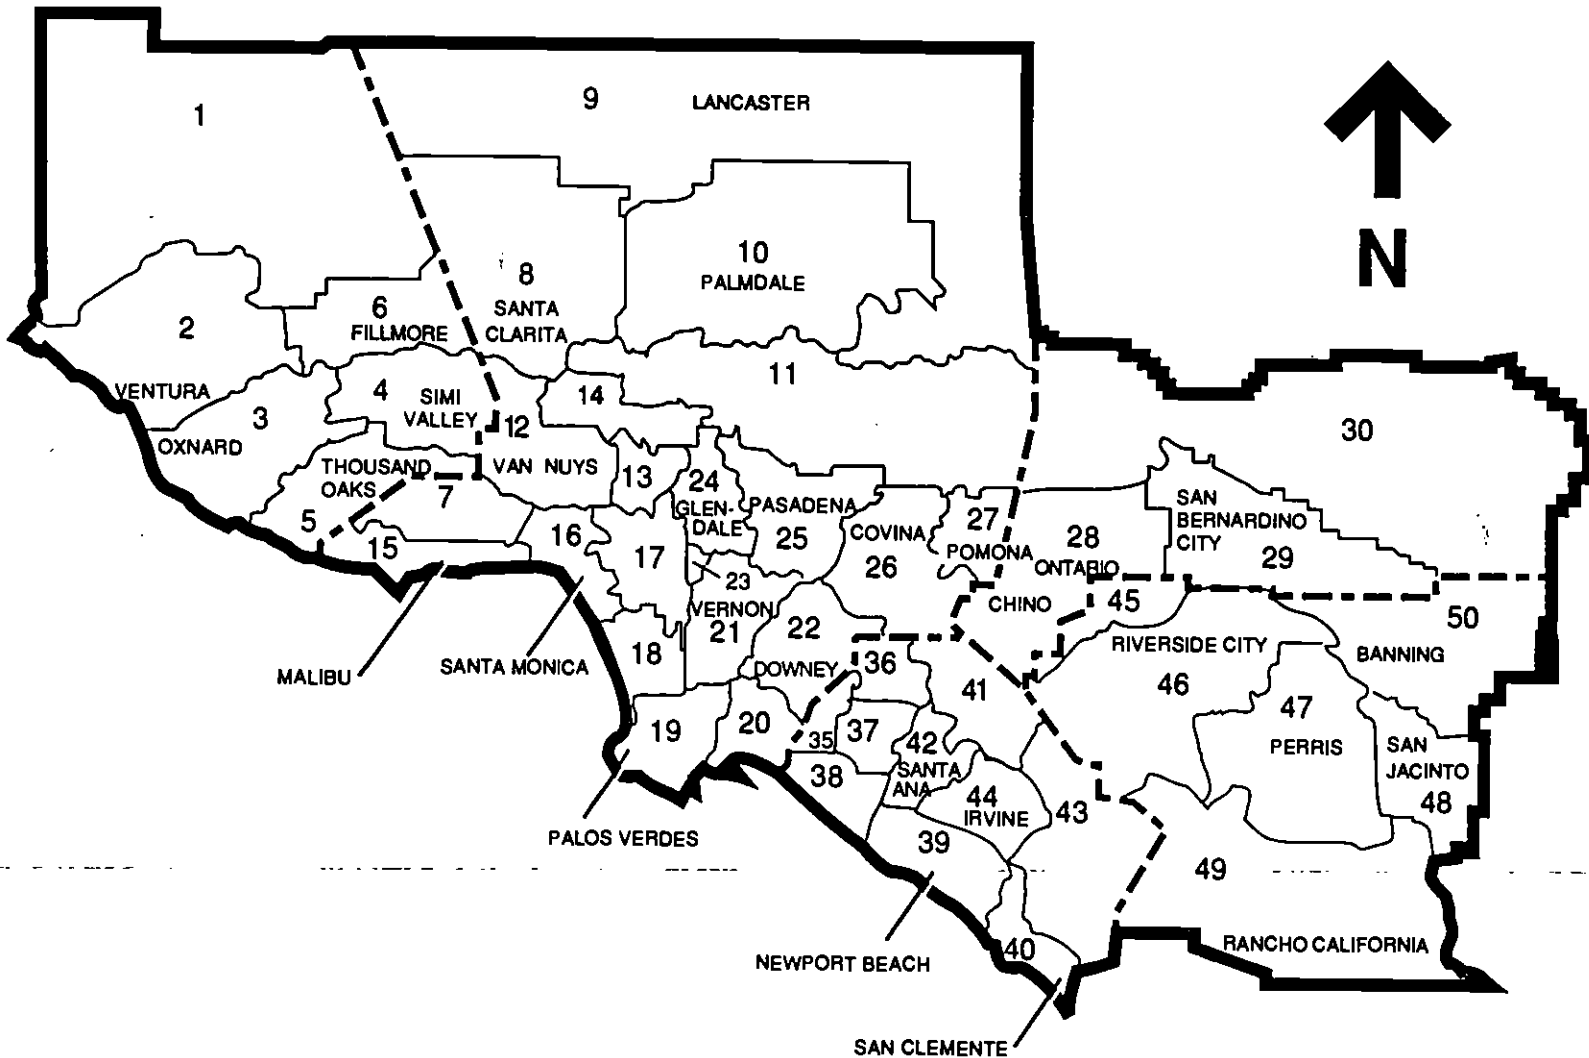 9
LANCASTER
1
N
10
PALMDALE
8
SANTA
CLARITA
6
FILLMORE
2
VENTURA
11
4
SIMI
VALLEY
14
3
OXNARD
12
VAN NUYS
30
THOUSAND
OAKS
7
13
24
GLEN-
DALE
PASADENA
25
5
15
16
17
COVINA
26
27
POMONA
28
ONTARIO
SAN
BERNARDINO
CITY
29
23
VERNON
21
22
DOWNEY
CHINO
45
50
MALIBU
SANTA MONICA
18
36
41
RIVERSIDE CITY
46
BANNING
47
PERRIS
19
20
35
37
42
SANTA
ANA
38
44
IRVINE
43
SAN
JACINTO
48
PALOS VERDES
39
49
NEWPORT BEACH
40
RANCHO CALIFORNIA
SAN CLEMENTE